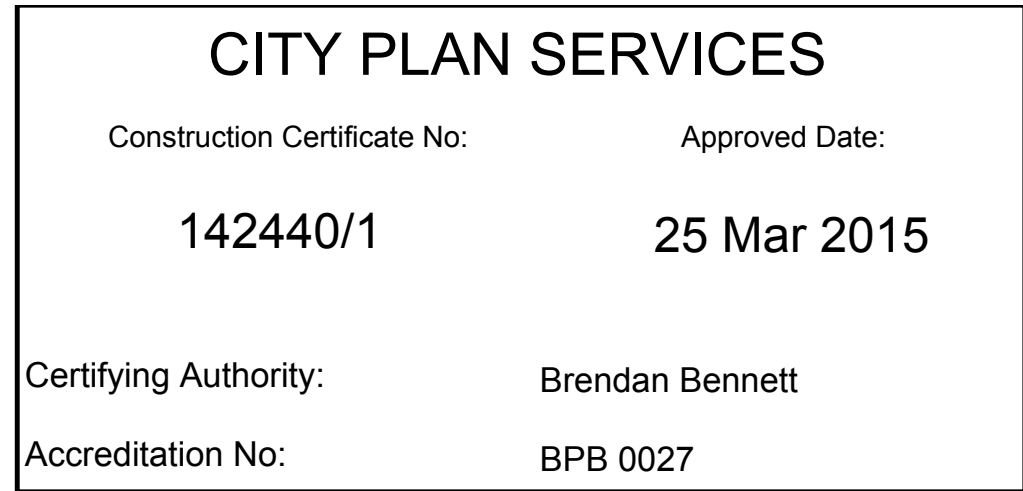 CITY PLAN SERVICES
Construction Certificate No: Approved Date:
142440/1 25 Mar 2015
Certifying Authority: Brendan Bennett
Accreditation No: BPB 0027